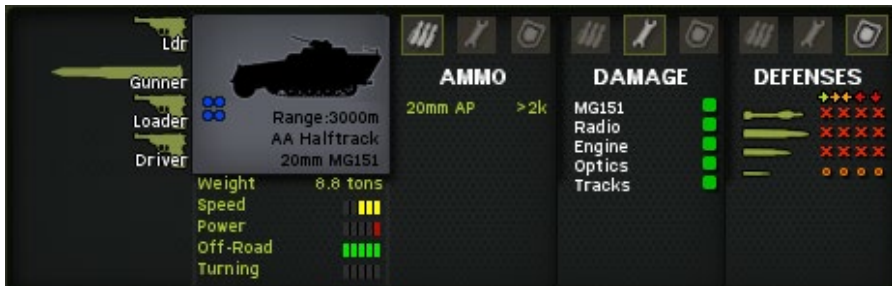 Ldr
Gunner
Loader
Driver
Range:3000m
AA Halftrack
20mm MG151
Weight 8.8 tons
Speed
Power
Off-Road
Turning
AMMO
20mm AP >2k
DAMAGE
MG151
Radio
Engine
Optics
Tracks
DEFENSES